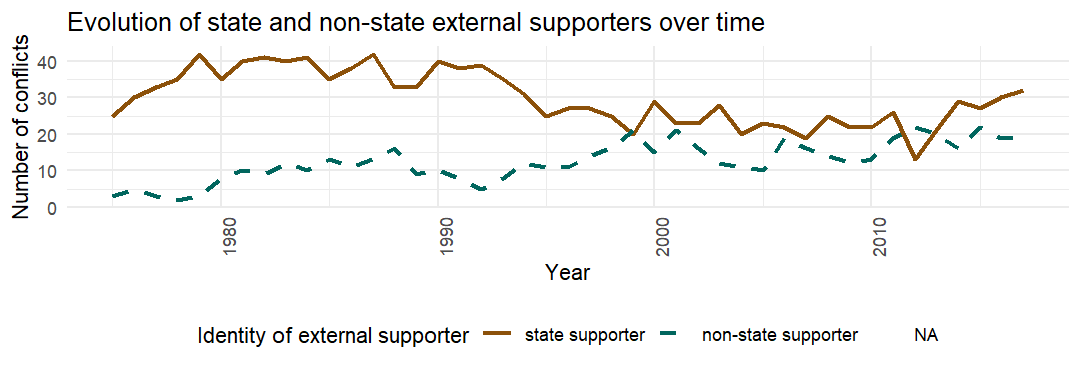 Evolution of state and non-state external supporters over time
Number of conflicts
40
30
20
10
0
1980
1990
2000
2010
Year
Identity of external supporter
state supporter
non-state supporter
NA